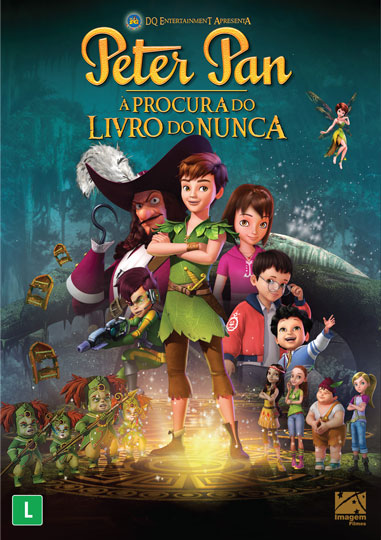 DQ ENTERTAINMENT APRESENTA
PETER PAN
À PROCURA DO
LIVRO DO NUNCA
L
Imagem
Filmes